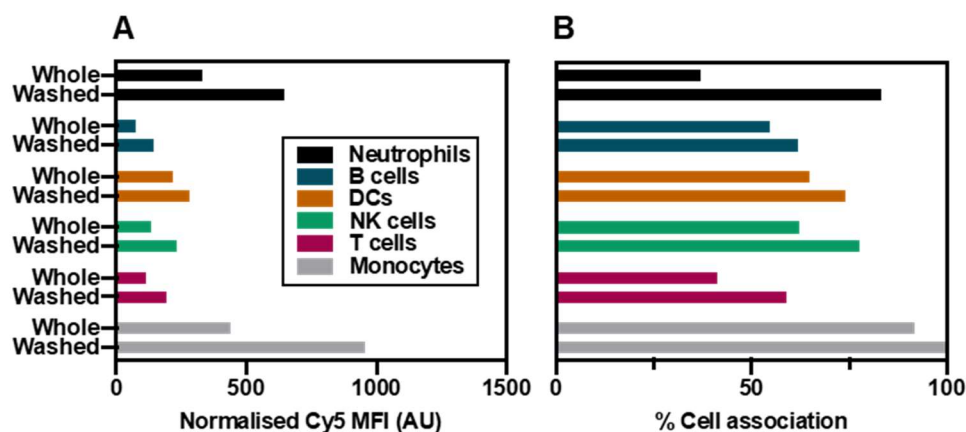 A
B
Whole
Washed
Whole
Washed
Whole
Washed
Whole
Washed
Whole
Washed
Whole
Washed
Neutrophils
B cells
DCs
NK cells
T cells
Monocytes
0 500 1000 1500
Normalised Cy5 MFI (AU)
0 50 100
% Cell association